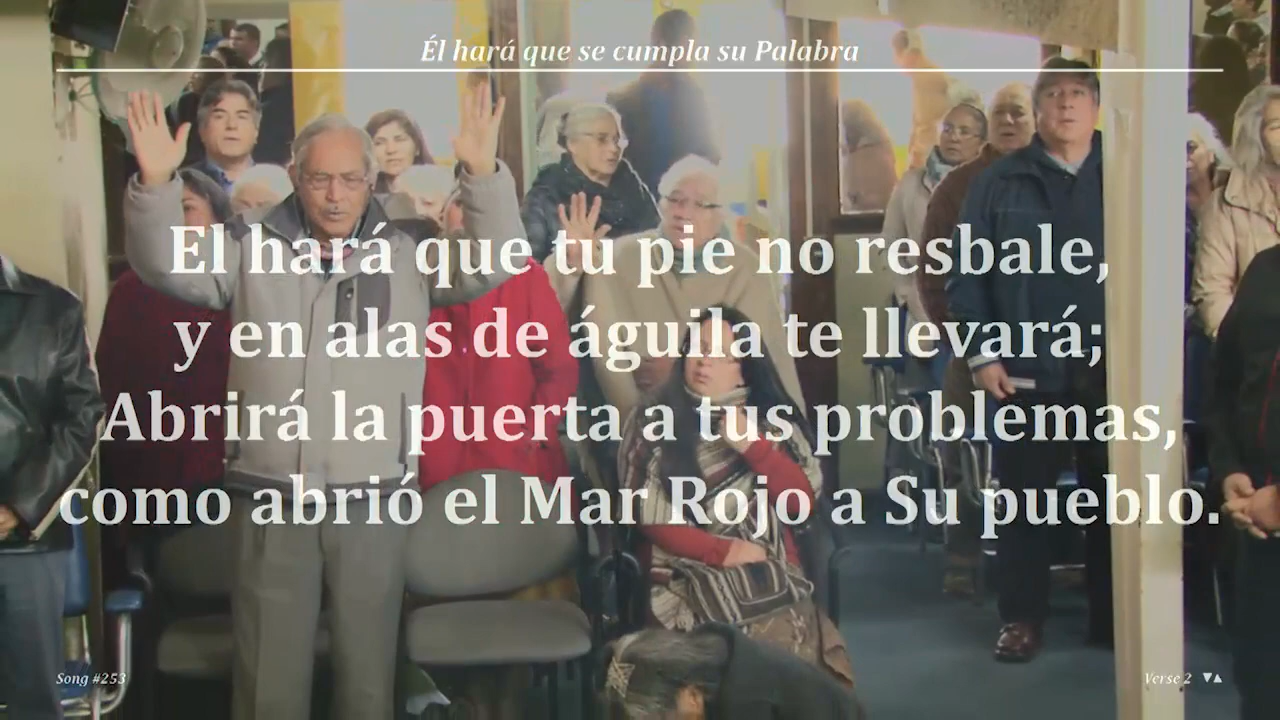 Él hará que se cumpla su Palabra
El hará que tu pie no resbale,
y en alas de águila te llevará;
Abrirá la puerta a tus problemas,
como abrió el Mar Rojo a Su pueblo.
Song #253
Verse 2 ▼▲